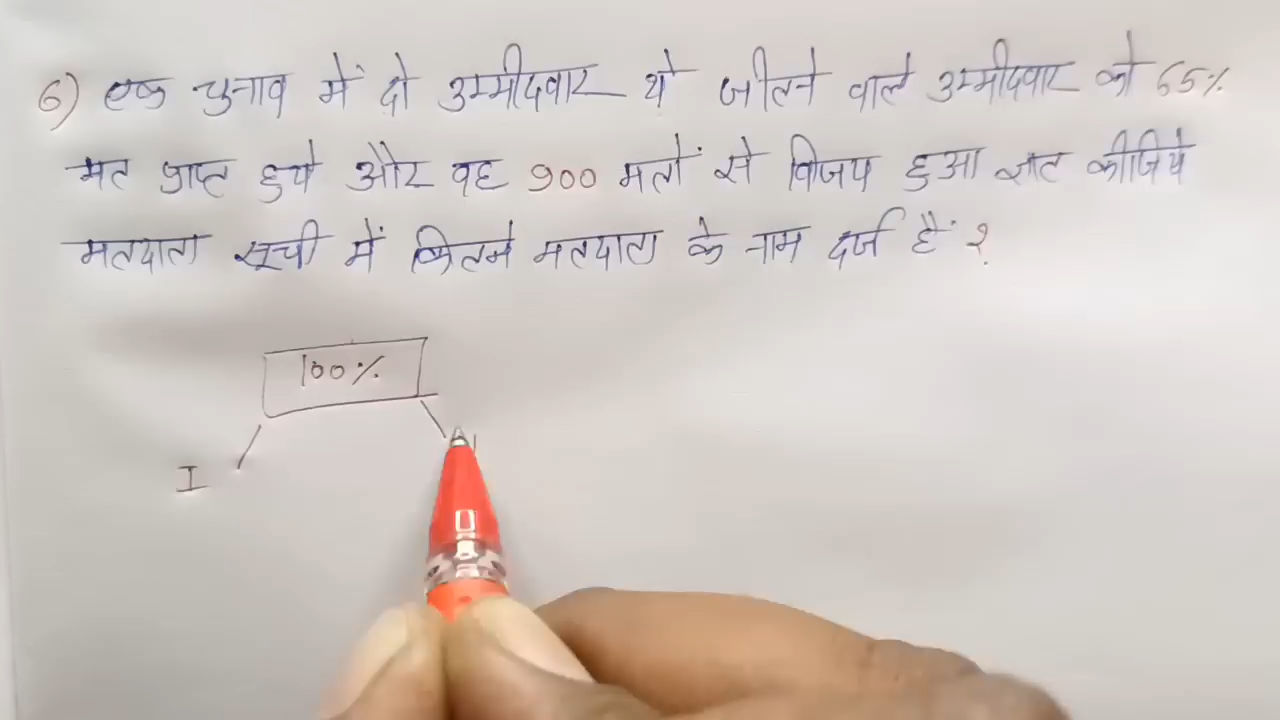 6) एक चुनाव में दो उम्मीदवार थे जीतने वाले उम्मीदवार को 65%
मत प्राप्त हुये और वह 900 मतों से विजय हुआ ज्ञात कीजिये
मतदाता सूची में कितने मतदाता के नाम दर्ज हैं ?
100%
I